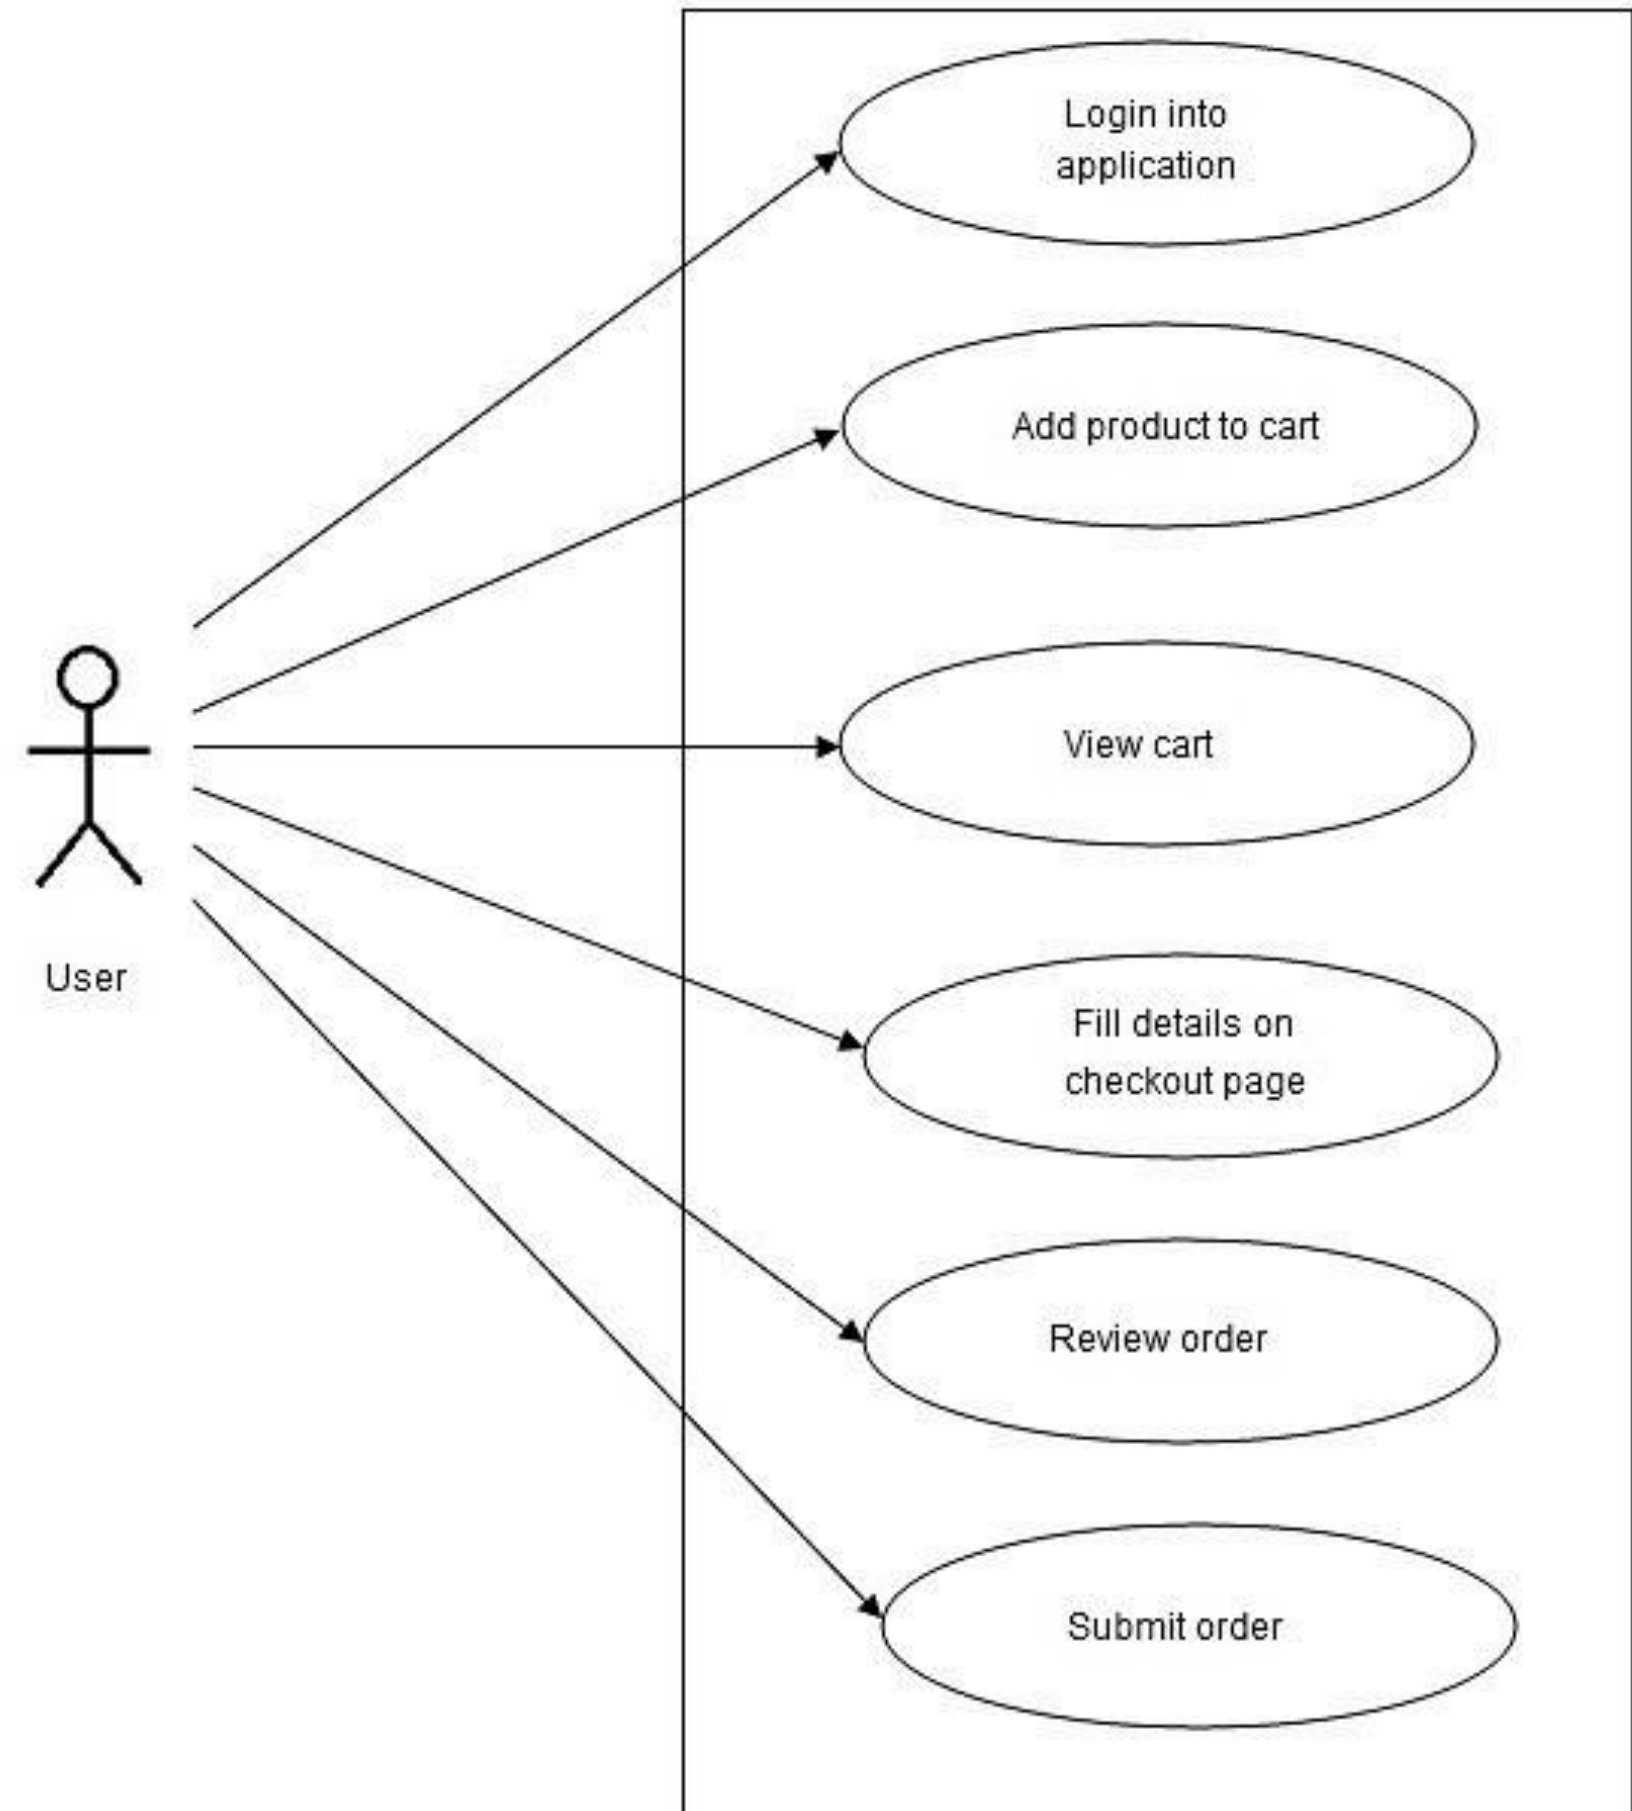 Login into
application
Add product to cart
View cart
User
Fill details on
checkout page
Review order
Submit order